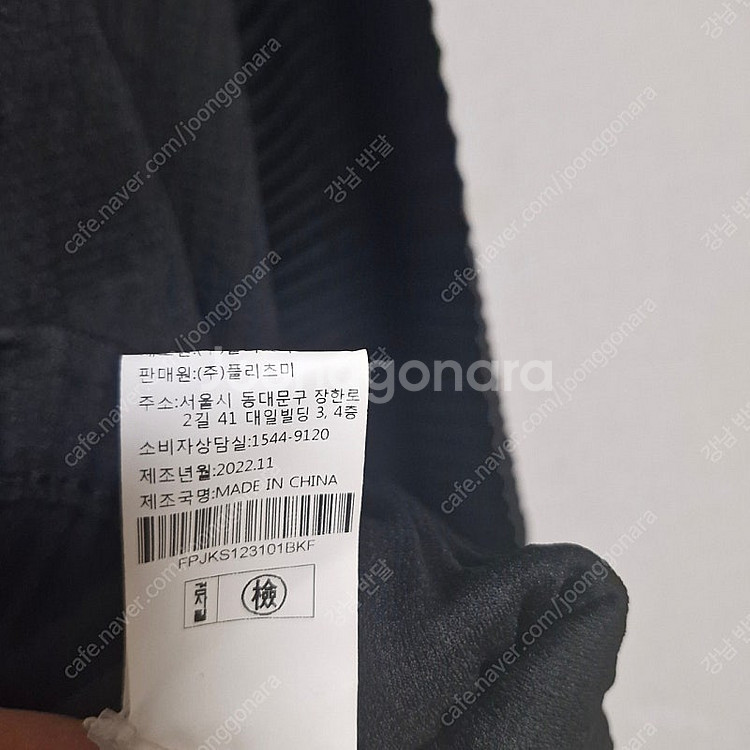 판매원:(주)플리츠미
주소:서울시 동대문구 장한로
2길 41 대일빌딩 3, 4층
소비자상담실:1544-9120
제조년월:2022.11
제조국명:MADE IN CHINA
FPJKS123101BKF
檢
joonggonara
cafe.naver.com/joonggonara
강남 반달